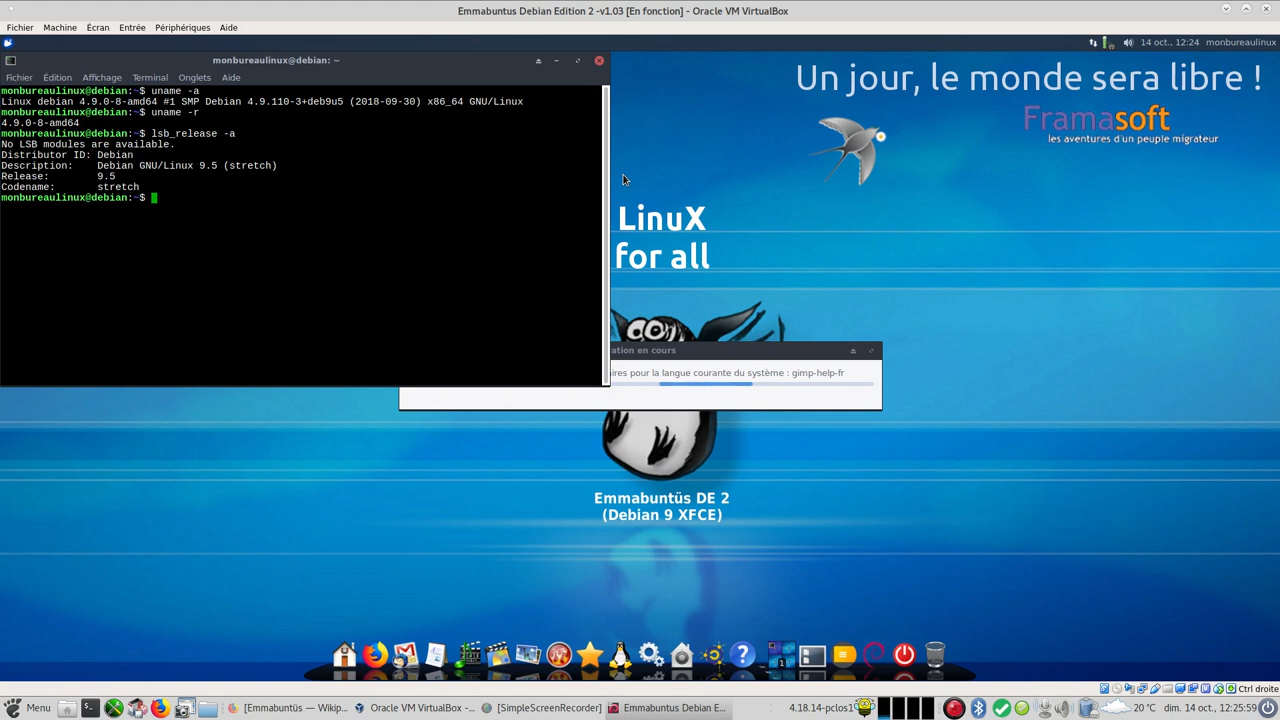 Emmabuntus Debian Edition 2 -v1.03 [En fonction] - Oracle VM VirtualBox
Fichier Machine Écran Entrée Périphériques Aide
14 oct., 12:24 monbureaulinux
monbureaulinux@debian: ~
Fichier Édition Affichage Terminal Onglets Aide
monbureaulinux@debian:~$ uname -a
Linux debian 4.9.0-8-amd64 #1 SMP Debian 4.9.110-3+deb9u5 (2018-09-30) x86_64 GNU/Linux
monbureaulinux@debian:~$ uname -r
4.9.0-8-amd64
monbureaulinux@debian:~$ lsb_release -a
No LSB modules are available.
Distributor ID: Debian
Description: Debian GNU/Linux 9.5 (stretch)
Release: 9.5
Codename: stretch
monbureaulinux@debian:~$
Un jour, le monde sera libre !
Framasoft
les aventures d'un peuple migrateur
LinuX
for all
ration en cours
ires pour la langue courante du système : gimp-help-fr
Emmabuntüs DE 2
(Debian 9 XFCE)
1
Ctrl droite
Menu [Emmabuntüs — Wikip... Oracle VM VirtualBox -... [SimpleScreenRecorder] Emmabuntus Debian E... 4.18.14-pclos1 20 °C dim. 14 oct., 12:25:59